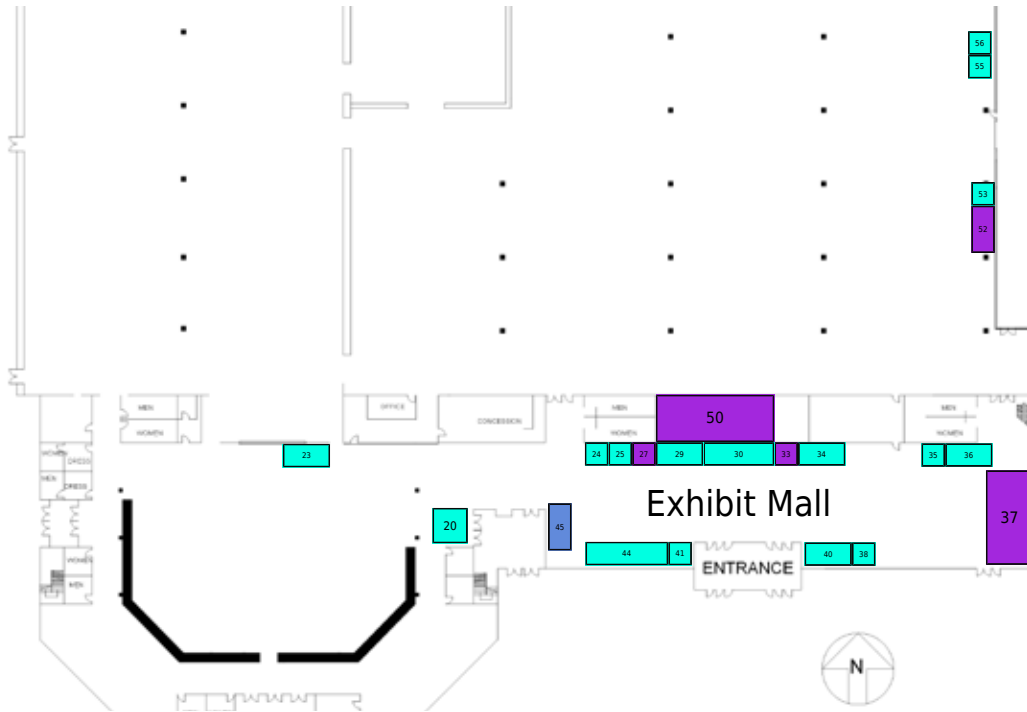 56
55
53
52
MEN
OFFICE
MEN
MEN
50
CONCESSION
WOMEN
WOMEN
WOMEN
WOMEN
23
24
25
27
29
30
33
34
35
36
DRESS
MEN
DRESS
Exhibit Mall
37
20
45
44
41
40
38
WOMEN
ENTRANCE
MEN
N